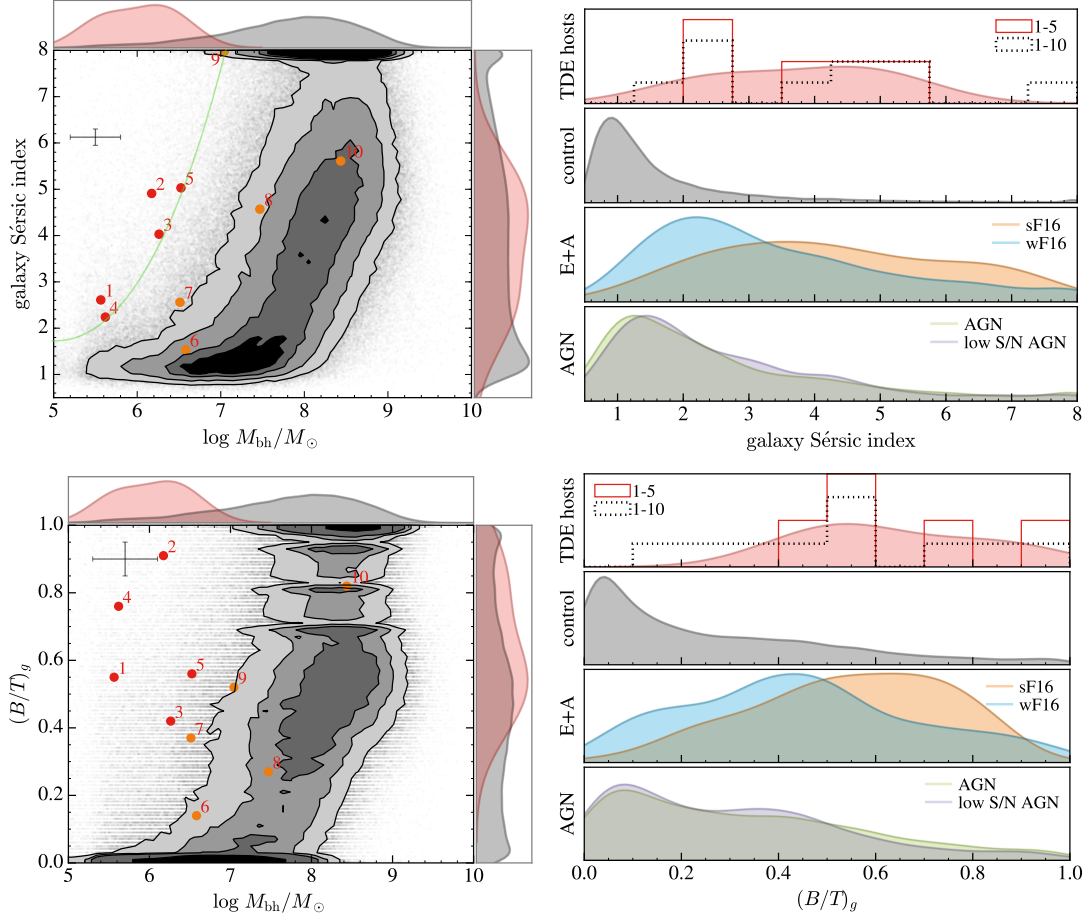 8
7
6
5
4
3
2
1
galaxy Sérsic index
9
2
5
3
1
4
8
7
6
10
5 6 7 8 9 10
log M_bh/M_⊙
TDE hosts
1-5
1-10
control
E+A
sF16
wF16
AGN
AGN
low S/N AGN
1 2 3 4 5 6 7 8
galaxy Sérsic index
1.0
0.8
0.6
0.4
0.2
0.0
(B/T)_g
2
4
1
5
3
7
9
8
6
10
5 6 7 8 9 10
log M_bh/M_⊙
TDE hosts
1-5
1-10
control
E+A
sF16
wF16
AGN
AGN
low S/N AGN
0.0 0.2 0.4 0.6 0.8 1.0
(B/T)_g